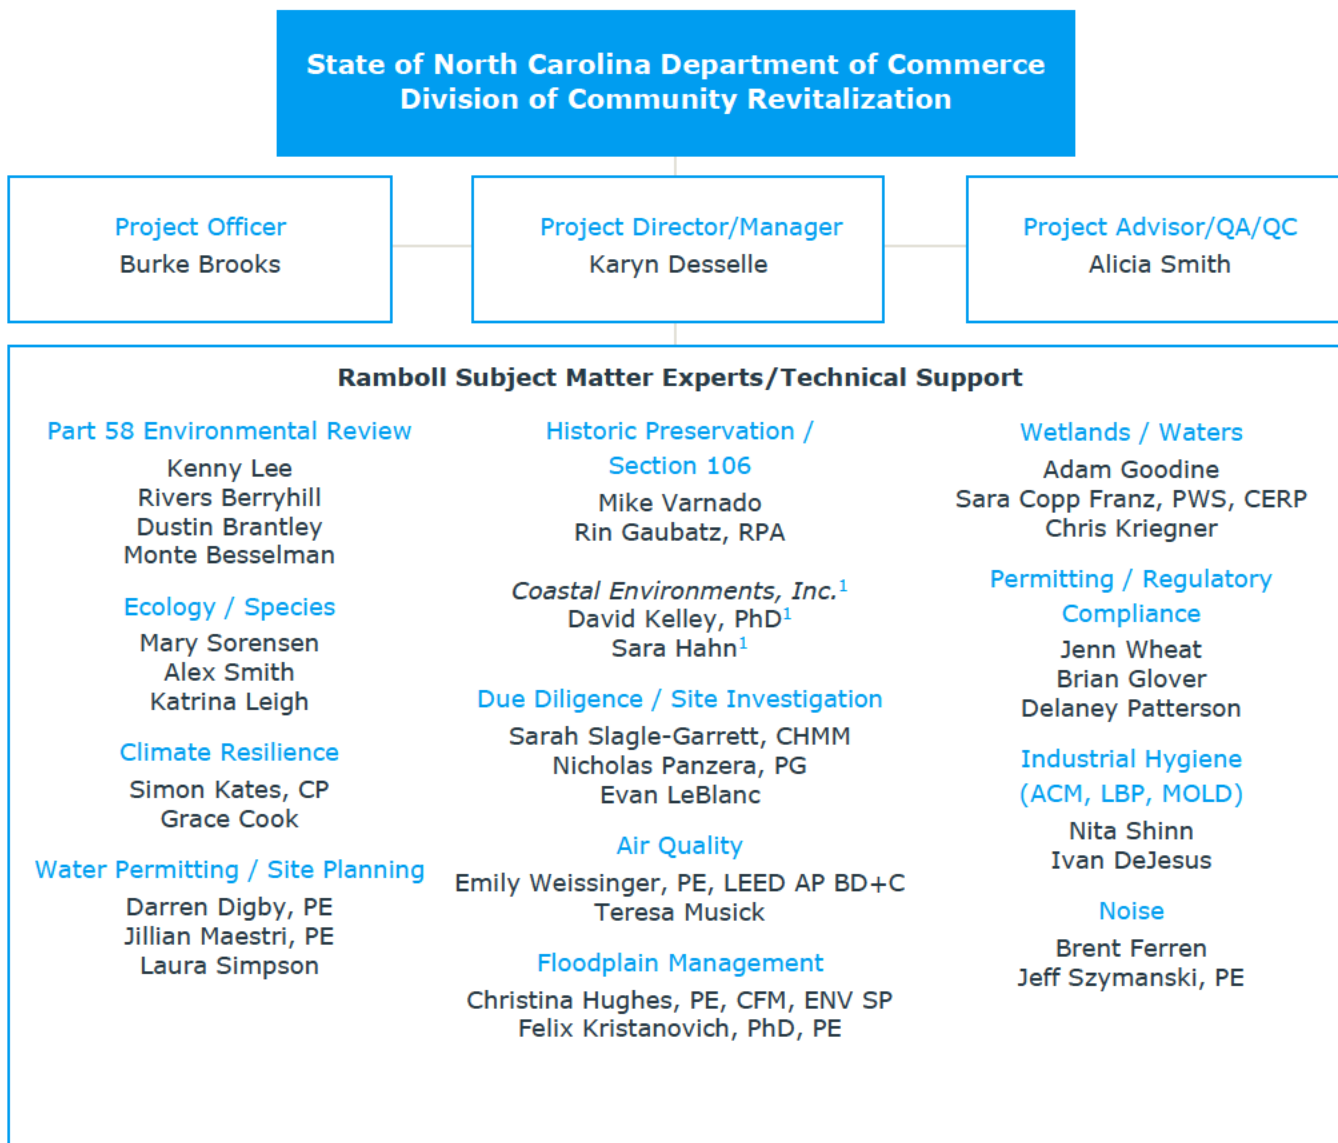 State of North Carolina Department of Commerce
Division of Community Revitalization
Project Officer
Burke Brooks
Project Director/Manager
Karyn Desselle
Project Advisor/QA/QC
Alicia Smith
Ramboll Subject Matter Experts/Technical Support
Part 58 Environmental Review
Kenny Lee
Rivers Berryhill
Dustin Brantley
Monte Besselman
Ecology / Species
Mary Sorensen
Alex Smith
Katrina Leigh
Climate Resilience
Simon Kates, CP
Grace Cook
Water Permitting / Site Planning
Darren Digby, PE
Jillian Maestri, PE
Laura Simpson
Historic Preservation /
Section 106
Mike Varnado
Rin Gaubatz, RPA
Coastal Environments, Inc.¹
David Kelley, PhD¹
Sara Hahn¹
Due Diligence / Site Investigation
Sarah Slagle-Garrett, CHMM
Nicholas Panzera, PG
Evan LeBlanc
Air Quality
Emily Weissinger, PE, LEED AP BD+C
Teresa Musick
Floodplain Management
Christina Hughes, PE, CFM, ENV SP
Felix Kristanovich, PhD, PE
Wetlands / Waters
Adam Goodine
Sara Copp Franz, PWS, CERP
Chris Kriegner
Permitting / Regulatory
Compliance
Jenn Wheat
Brian Glover
Delaney Patterson
Industrial Hygiene
(ACM, LBP, MOLD)
Nita Shinn
Ivan DeJesus
Noise
Brent Ferren
Jeff Szymanski, PE